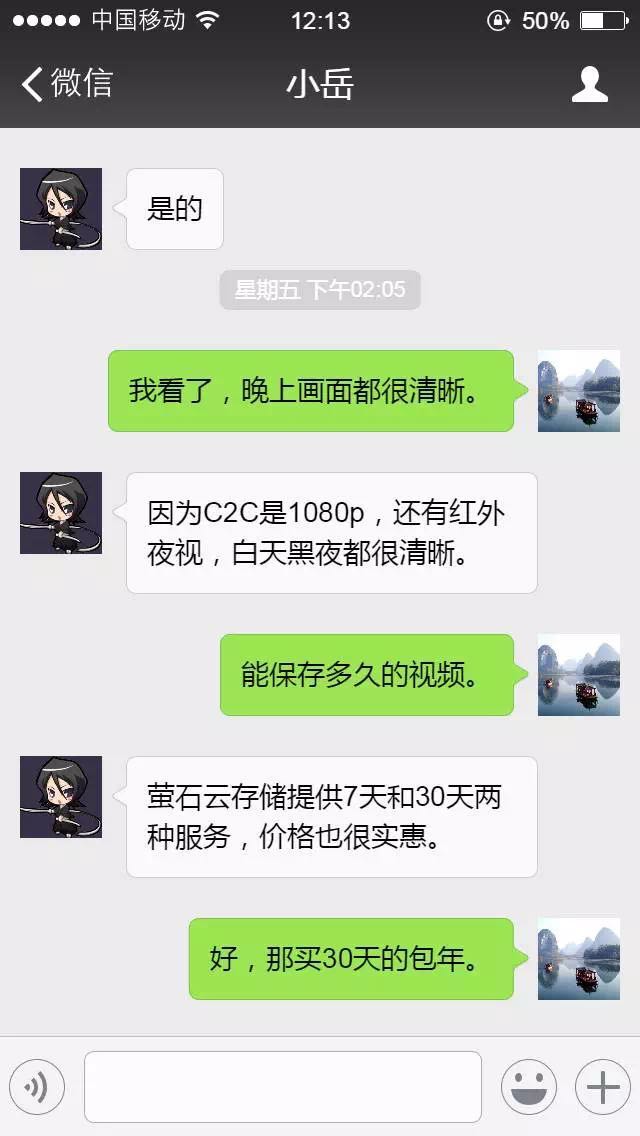 中国移动 12:13 50%
微信 小岳
是的
星期五 下午02:05
我看了，晚上画面都很清晰。
因为C2C是1080p，还有红外
夜视，白天黑夜都很清晰。
能保存多久的视频。
萤石云存储提供7天和30天两
种服务，价格也很实惠。
好，那买30天的包年。